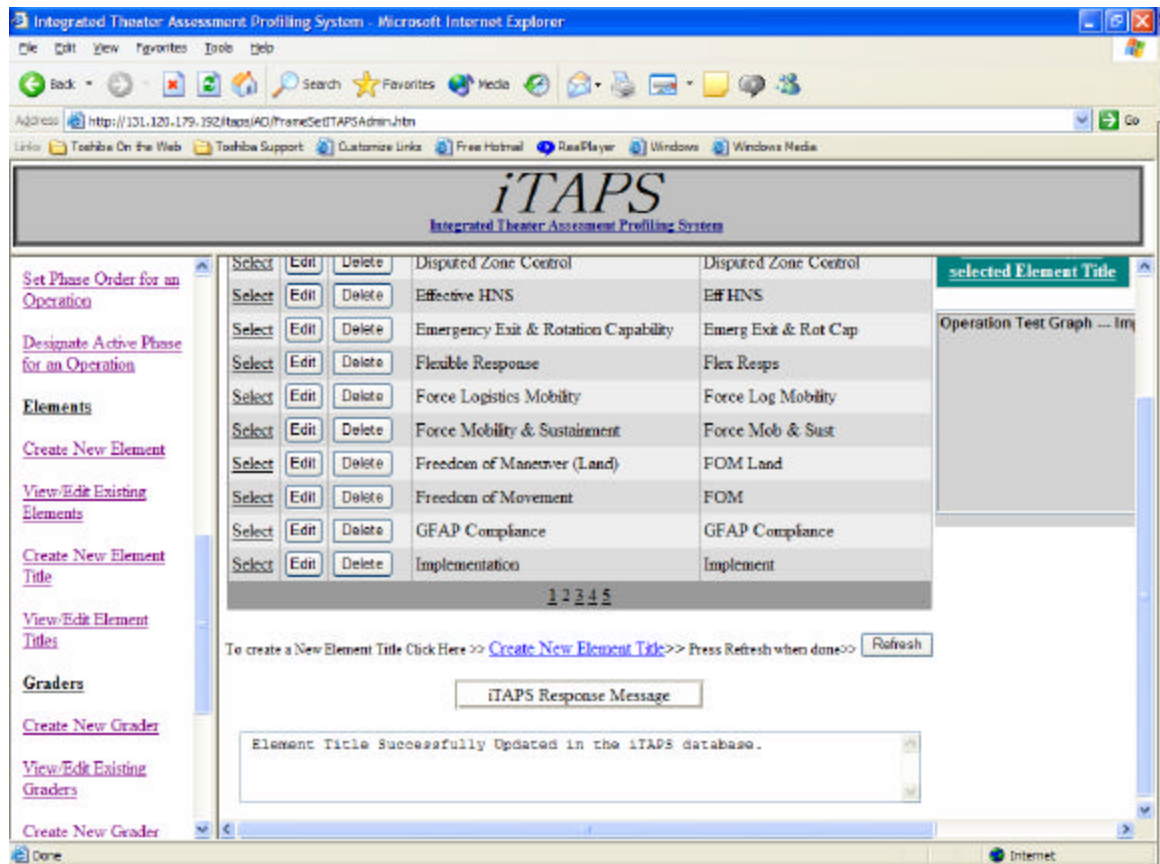 Integrated Theater Assessment Profiling System - Microsoft Internet Explorer
File Edit View Favorites Tools Help
Back Search Favorites Media
Address http://131.120.179.192/itaps/AO/FrameSetITAPSAdmin.htm Go
Links Toshiba On the Web Toshiba Support Customize Links Free Hotmail RealPlayer Windows Windows Media
iTAPS
Integrated Theater Assessment Profiling System
Set Phase Order for an
Operation
Designate Active Phase
for an Operation
Elements
Create New Element
View/Edit Existing
Elements
Create New Element
Title
View/Edit Element
Titles
Graders
Create New Grader
View/Edit Existing
Graders
Create New Grader
Select Edit Delete Disputed Zone Control Disputed Zone Control
Select Edit Delete Effective HNS Eff HNS
Select Edit Delete Emergency Exit & Rotation Capability Emerg Exit & Rot Cap
Select Edit Delete Flexible Response Flex Resps
Select Edit Delete Force Logistics Mobility Force Log Mobility
Select Edit Delete Force Mobility & Sustainment Force Mob & Sust
Select Edit Delete Freedom of Maneuver (Land) FOM Land
Select Edit Delete Freedom of Movement FOM
Select Edit Delete GFAP Compliance GFAP Compliance
Select Edit Delete Implementation Implement
1 2 3 4 5
To create a New Element Title Click Here >> Create New Element Title>> Press Refresh when done>> Refresh
iTAPS Response Message
Element Title Successfully Updated in the iTAPS database.
selected Element Title
Operation Test Graph --- Imp
Done Internet